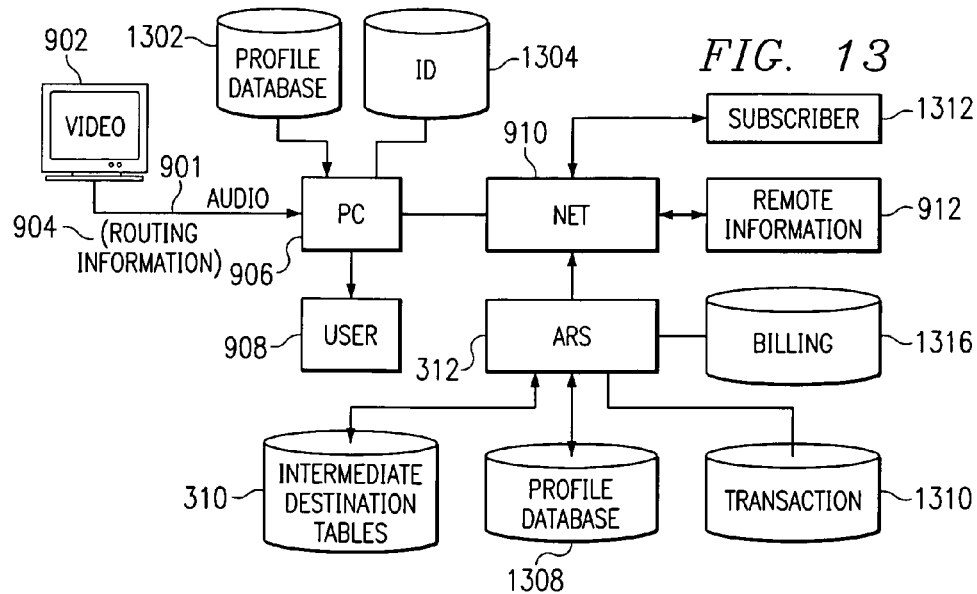 902
1302
PROFILE
DATABASE
ID
1304
FIG. 13
VIDEO
901
AUDIO
904
(ROUTING
INFORMATION)
PC
906
USER
908
910
NET
SUBSCRIBER
1312
REMOTE
INFORMATION
912
ARS
312
BILLING
1316
310
INTERMEDIATE
DESTINATION
TABLES
PROFILE
DATABASE
1308
TRANSACTION
1310